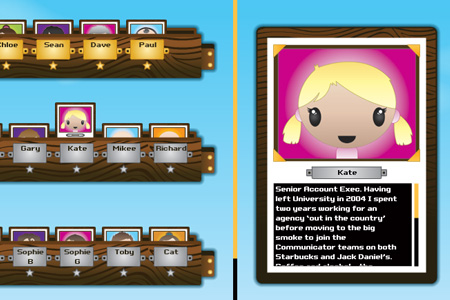 Chloe
Sean
Dave
Paul
Gary
Kate
Mikee
Richard
Sophie B
Sophie G
Toby
Cat
Kate
Senior Account Exec. Having
left University in 2004 I spent
two years working for an
agency 'out in the country'
before moving to the big
smoke to join the
Communicator teams on both
Starbucks and Jack Daniel's.